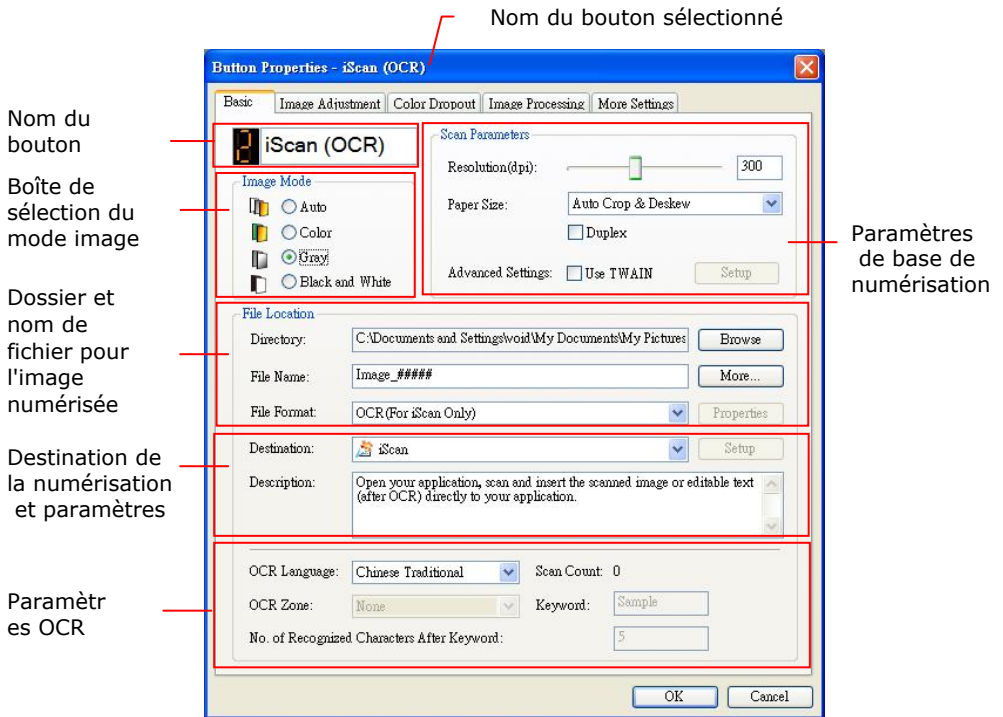 Nom du bouton sélectionné
Button Properties - iScan (OCR)
Basic Image Adjustment Color Dropout Image Processing More Settings
Nom du
bouton
2 iScan (OCR)
Boîte de
sélection du
mode image
Image Mode
Auto
Color
Gray
Black and White
Scan Parameters
Resolution(dpi): 300
Paper Size: Auto Crop & Deskew
Duplex
Advanced Settings: Use TWAIN Setup
Paramètres
de base de
numérisation
Dossier et
nom de
fichier pour
l'image
numérisée
File Location
Directory: C:\Documents and Settings\void\My Documents\My Pictures Browse
File Name: Image_##### More...
File Format: OCR(For iScan Only) Properties
Destination de
la numérisation
et paramètres
Destination: iScan Setup
Description: Open your application, scan and insert the scanned image or editable text
(after OCR) directly to your application.
Paramètr
es OCR
OCR Language: Chinese Traditional Scan Count: 0
OCR Zone: None Keyword: Sample
No. of Recognized Characters After Keyword: 5
OK Cancel